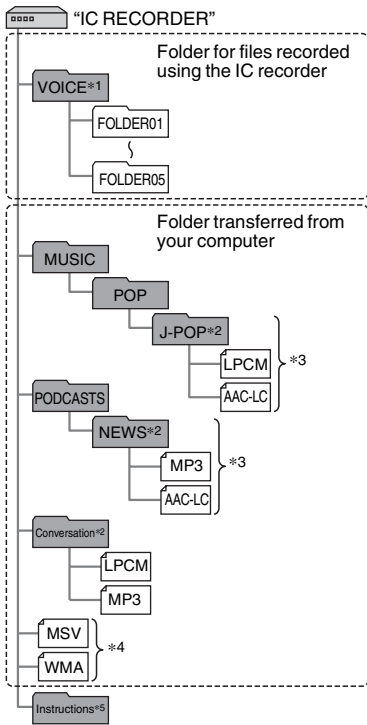 “IC RECORDER”
Folder for files recorded
using the IC recorder
VOICE*1
FOLDER01
FOLDER05
Folder transferred from
your computer
MUSIC
POP
J-POP*2
LPCM
*3
AAC-LC
PODCASTS
NEWS*2
MP3
*3
AAC-LC
Conversation*2
LPCM
MP3
MSV
*4
WMA
Instructions*5